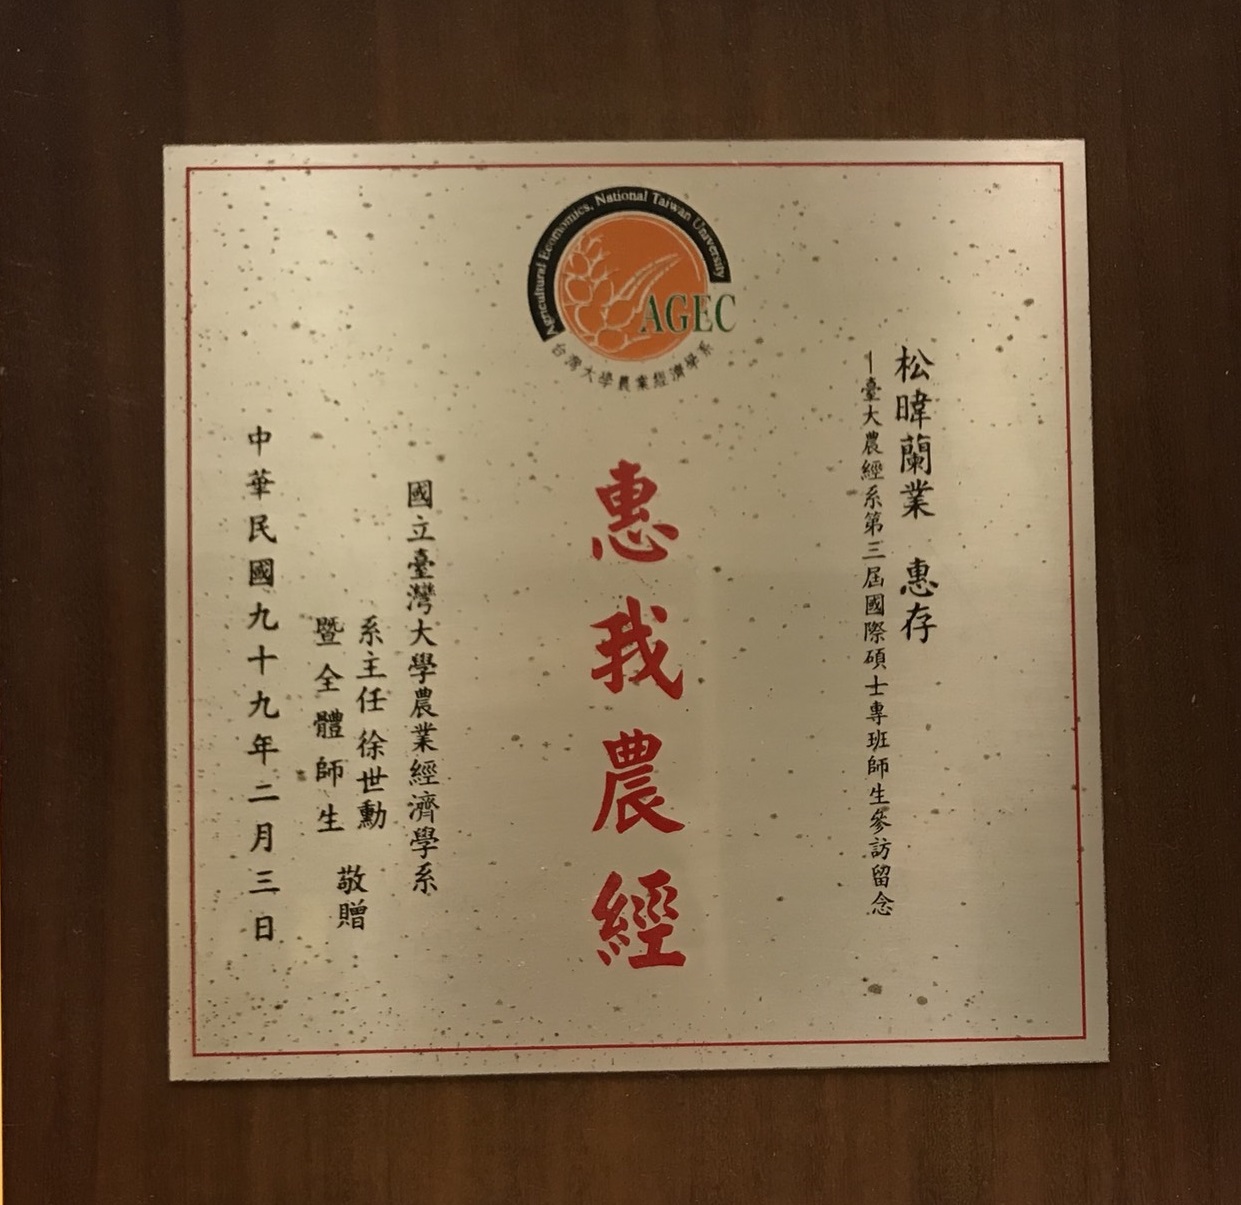 Agricultural Economics, National Taiwan University
AGEC
台灣大學農業經濟學系
松暐蘭業 惠存
—臺大農經系第三屆國際碩士專班師生參訪留念
惠我農經
國立臺灣大學農業經濟學系
系主任 徐世勳
暨全體師生
敬贈
中華民國九十九年二月三日